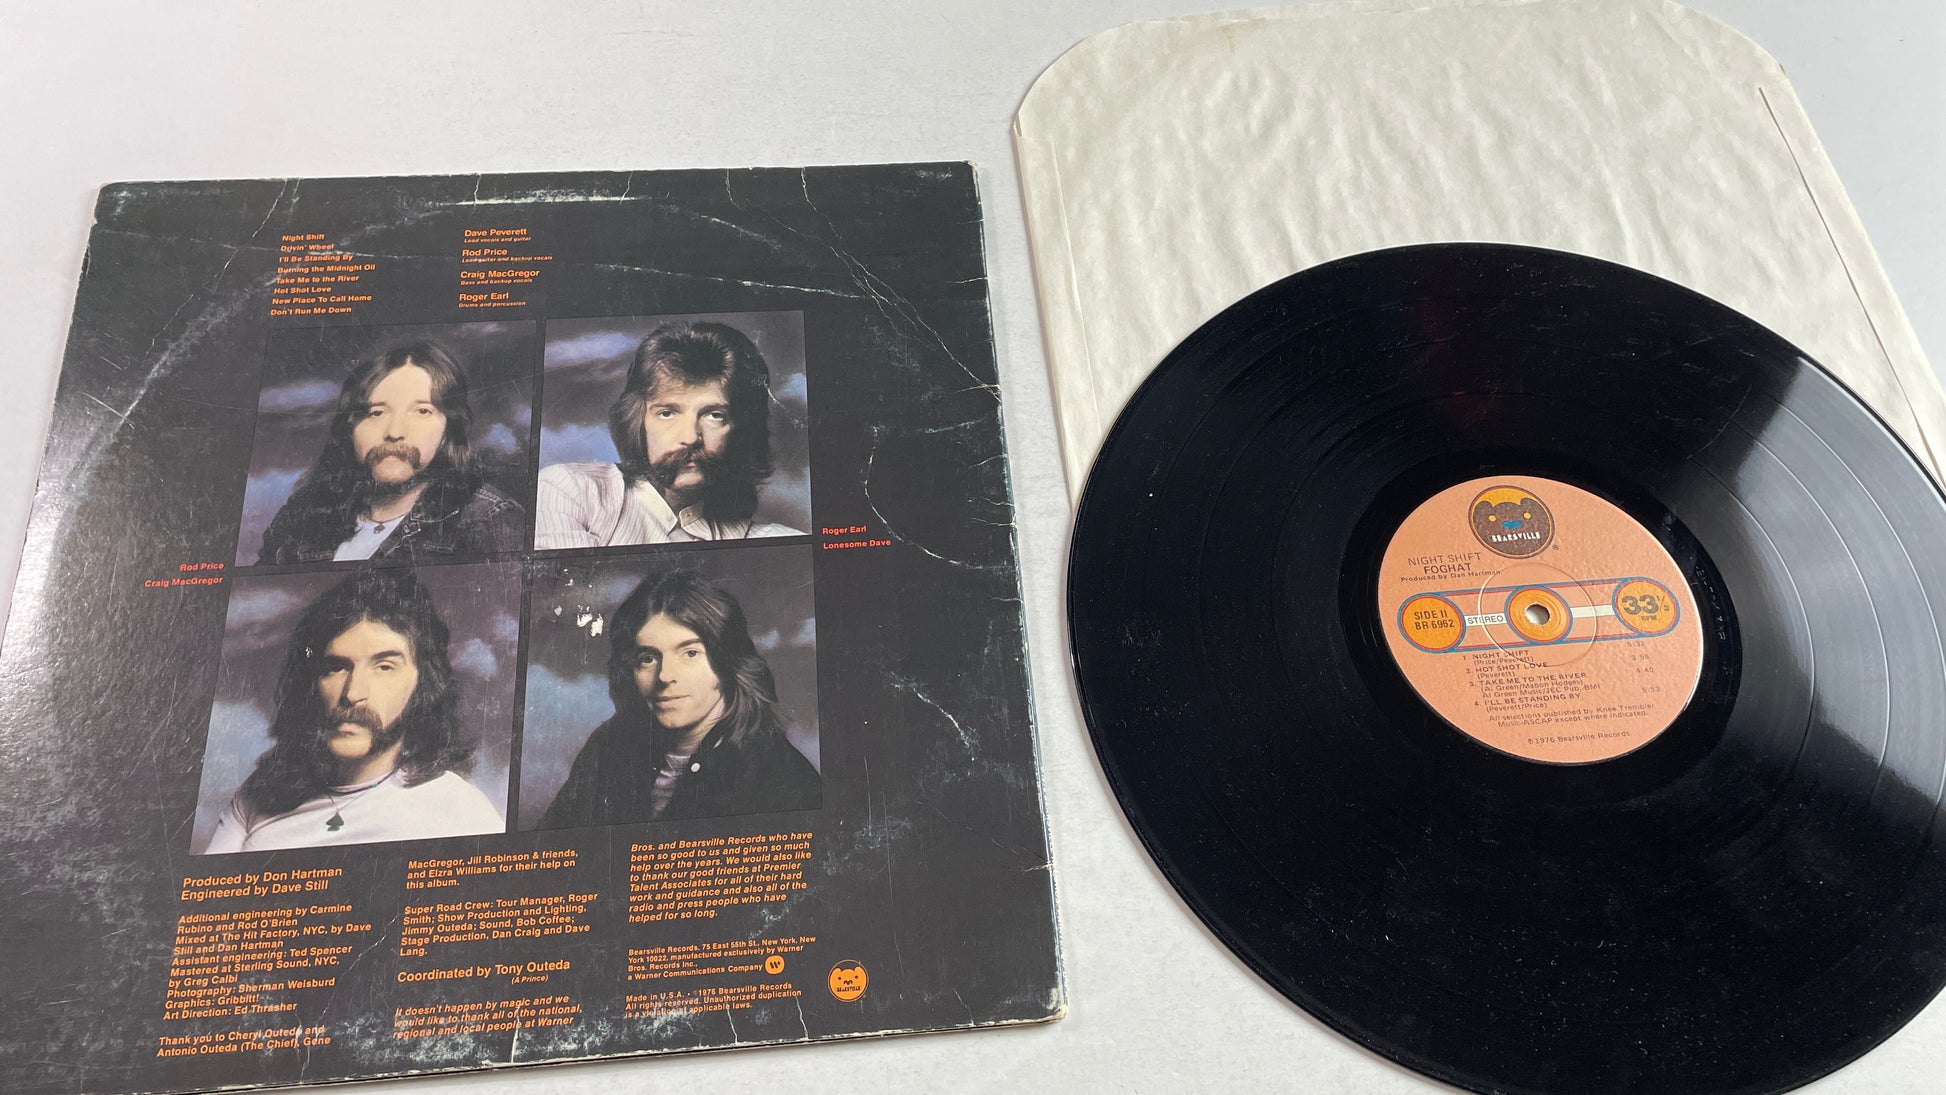 Night Shift
Drivin' Wheel
I'll Be Standing By
Burning the Midnight Oil
Take Me to the River
Hot Shot Love
New Place To Call Home
Don't Run Me Down
Dave Peverett
Lead vocals and guitar
Rod Price
Lead guitar and backup vocals
Craig MacGregor
Bass and backup vocals
Roger Earl
Drums and percussion
Roger Earl
Lonesome Dave
Rod Price
Craig MacGregor
Produced by Don Hartman
Engineered by Dave Still
Additional engineering by Carmine
Rubino and Rod O'Brien
Mixed at The Hit Factory, NYC, by Dave
Still and Dan Hartman
Assistant engineering: Ted Spencer
Mastered at Sterling Sound, NYC,
by Greg Calbi
Photography: Sherman Weisburd
Graphics: Gribbitt!
Art Direction: Ed Thrasher
Thank you to Cheryl Outeda and
Antonio Outeda (The Chief), Gene
MacGregor, Jill Robinson & friends,
and Elzra Williams for their help on
this album.
Super Road Crew: Tour Manager, Roger
Smith; Show Production and Lighting,
Jimmy Outeda; Sound, Bob Coffee;
Stage Production, Dan Craig and Dave
Lang.
Coordinated by Tony Outeda
(A Prince)
It doesn't happen by magic and we
would like to thank all of the national,
regional and local people at Warner
Bros. and Bearsville Records who have
been so good to us and given so much
help over the years. We would also like
to thank our good friends at Premier
Talent Associates for all of their hard
work and guidance and also all of the
radio and press people who have
helped for so long.
Bearsville Records, 75 East 55th St., New York, New
York 10022, manufactured exclusively by Warner
Bros. Records Inc.,
a Warner Communications Company
Made in U.S.A. • ℗1976 Bearsville Records
All rights reserved. Unauthorized duplication
is a violation of applicable laws.
BEARSVILLE
BEARSVILLE ®
NIGHT SHIFT
FOGHAT
Produced by Dan Hartman
SIDE II
BR 6962
STEREO
33 1/3
RPM
1. NIGHT SHIFT 5:31
(Price/Peverett)
2. HOT SHOT LOVE 3:58
(Peverett)
3. TAKE ME TO THE RIVER 4:40
(Al Green/Mabon Hodges)
Al Green Music/JEC Pub, BMI
4. I'LL BE STANDING BY 5:53
(Peverett/Price)
All selections published by Knee Trembler
Music-ASCAP except where indicated.
℗1976 Bearsville Records